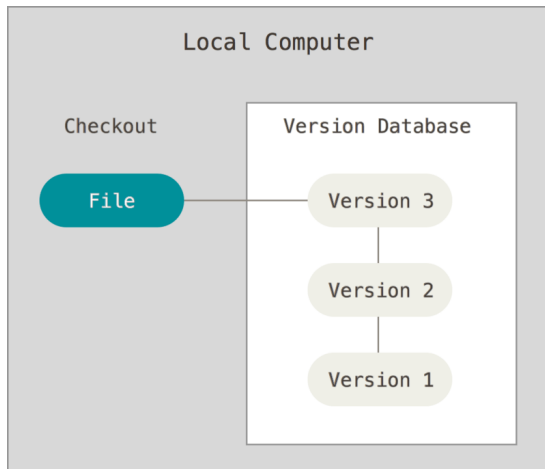 Local Computer
Checkout
Version Database
File
Version 3
Version 2
Version 1